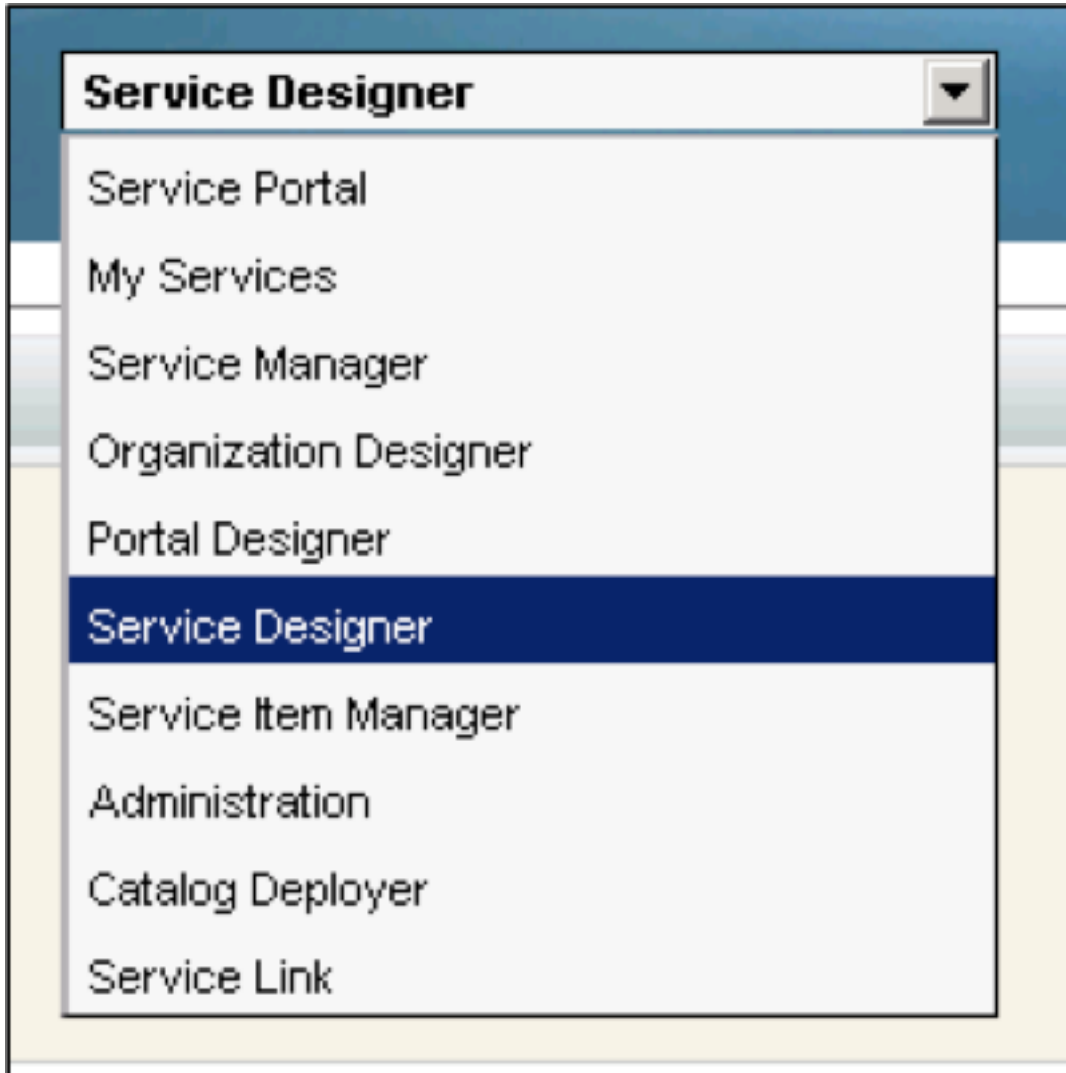 Service Designer
Service Portal
My Services
Service Manager
Organization Designer
Portal Designer
Service Designer
Service Item Manager
Administration
Catalog Deployer
Service Link